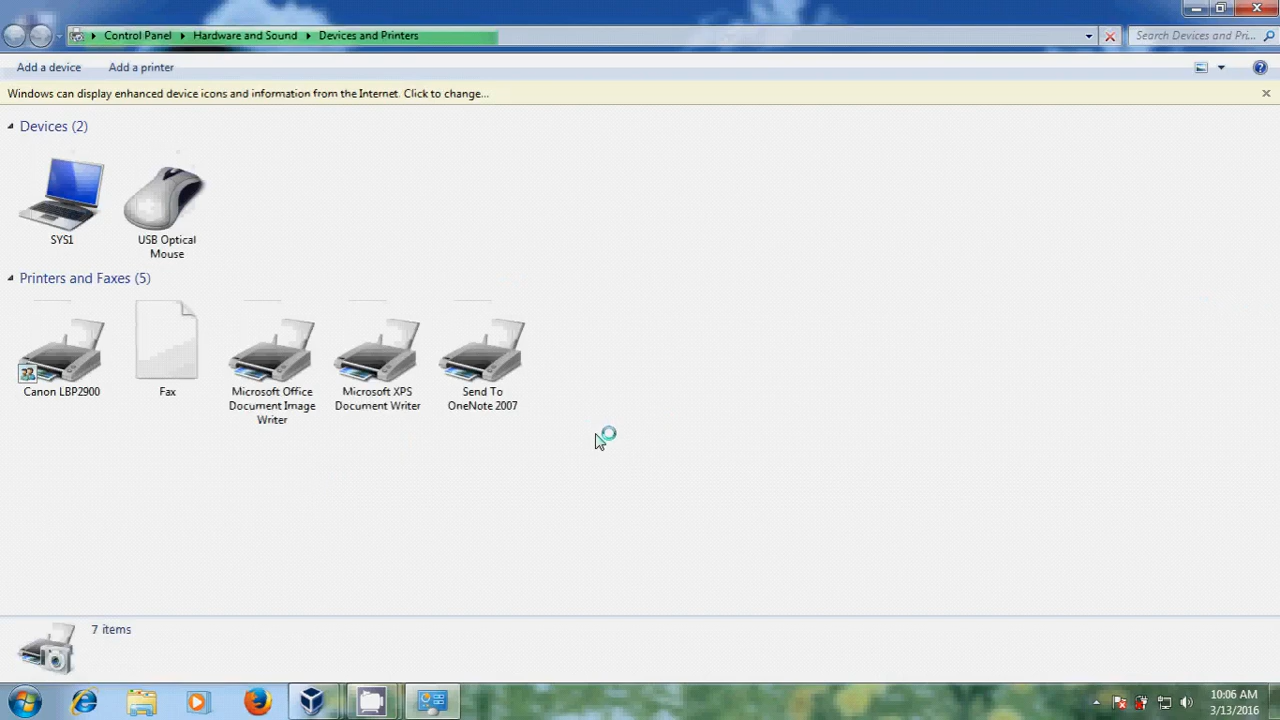 Control Panel Hardware and Sound Devices and Printers Search Devices and Pri...
Add a device Add a printer
Windows can display enhanced device icons and information from the Internet. Click to change...
Devices (2)
SYS1
USB Optical
Mouse
Printers and Faxes (5)
Canon LBP2900
Fax
Microsoft Office
Document Image
Writer
Microsoft XPS
Document Writer
Send To
OneNote 2007
7 items
10:06 AM
3/13/2016